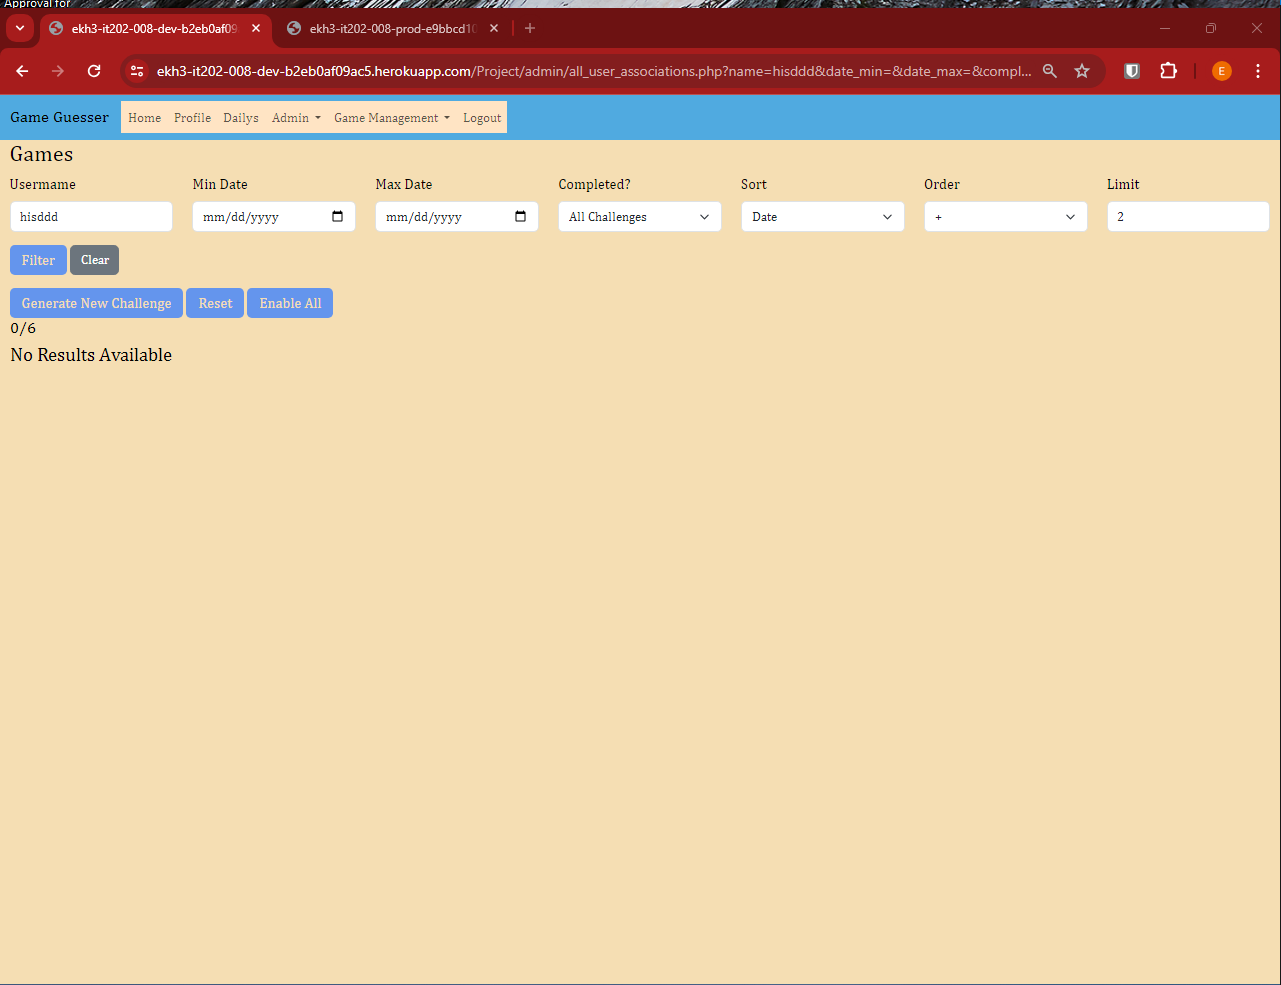 Approval for
ekh3-it202-008-dev-b2eb0af09
ekh3-it202-008-prod-e9bbcd10
ekh3-it202-008-dev-b2eb0af09ac5.herokuapp.com/Project/admin/all_user_associations.php?name=hisddd&date_min=&date_max=&compl...
E
Game Guesser Home Profile Dailys Admin Game Management Logout
Games
Username Min Date Max Date Completed? Sort Order Limit
hisddd mm/dd/yyyy mm/dd/yyyy All Challenges Date + 2
Filter Clear
Generate New Challenge Reset Enable All
0/6
No Results Available